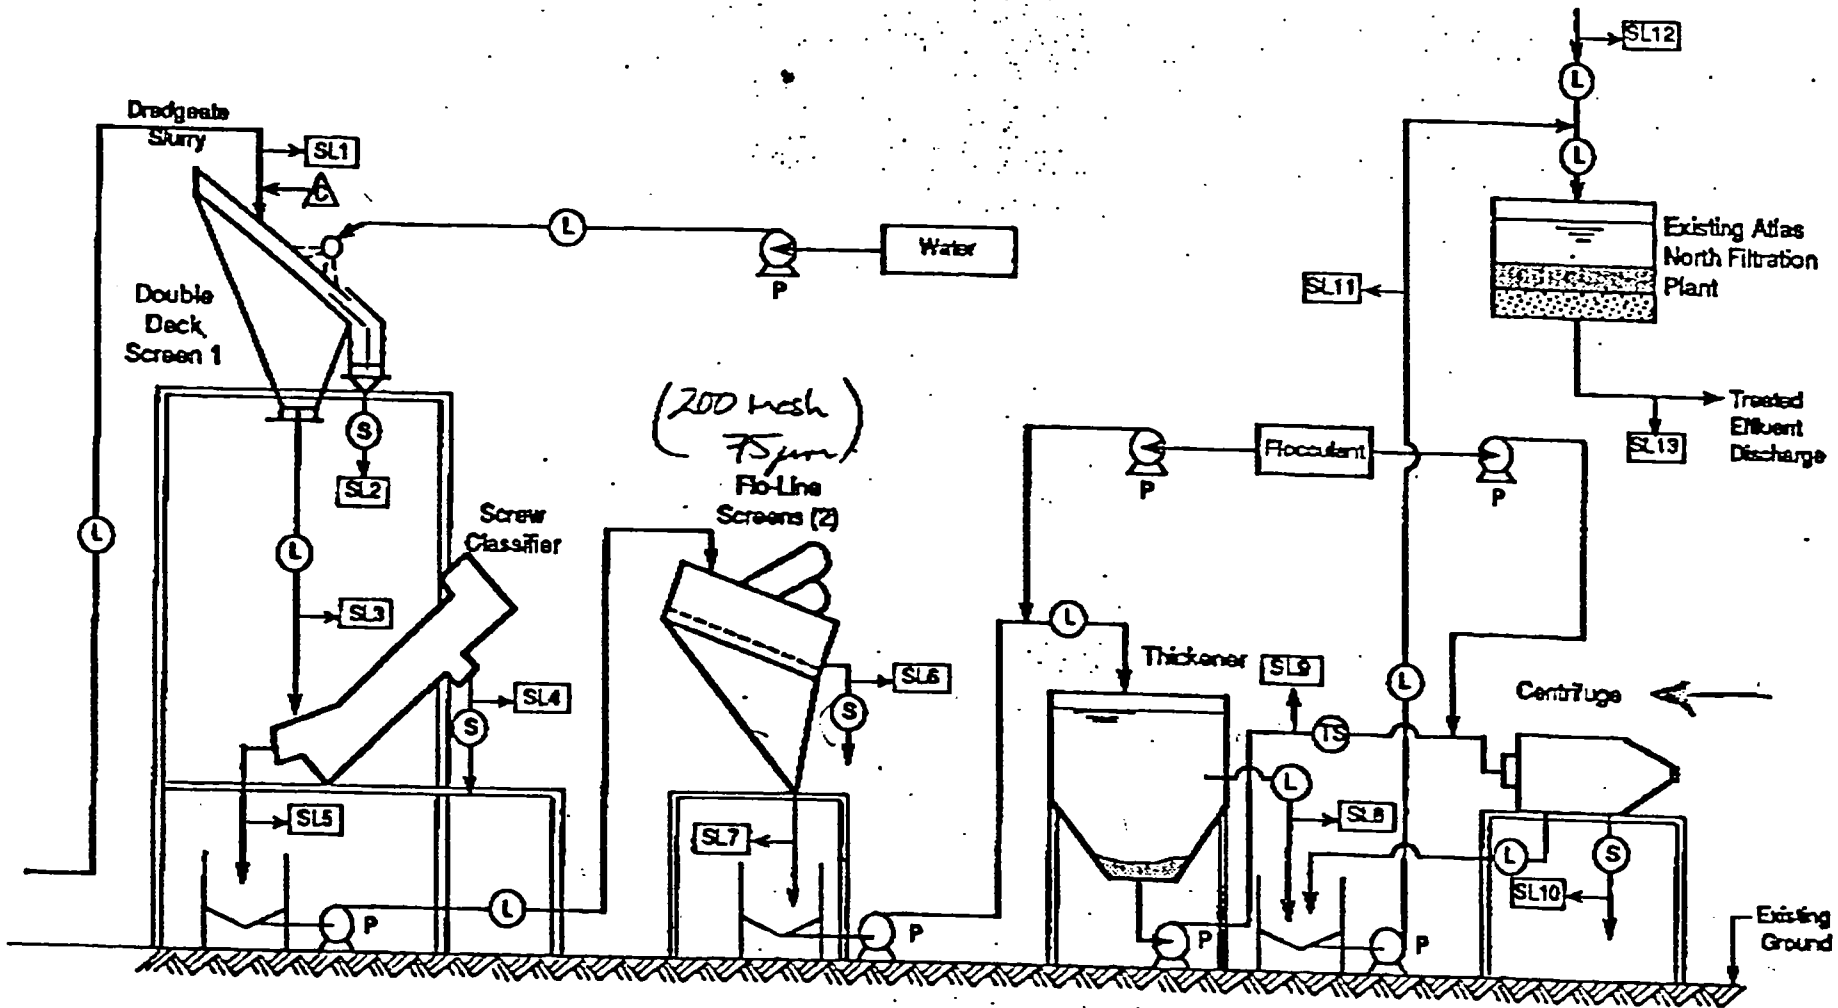 SL12
L
Dredgeate
Slurry
SL1
C
L
L
Water
P
Existing Atlas
North Filtration
Plant
SL11
Double
Deck
Screen 1
(200 mesh
75 µm)
Flo-Line
Screens (2)
S
SL2
Flocculant
P
P
Treated
Effluent
Discharge
SL13
Screw
Classifier
L
L
SL3
L
Thickener
SL9
L
Centrifuge
SL4
S
SL6
S
TS
L
SL5
SL7
SL8
L
S
SL10
L
P
P
P
P
Existing
Ground